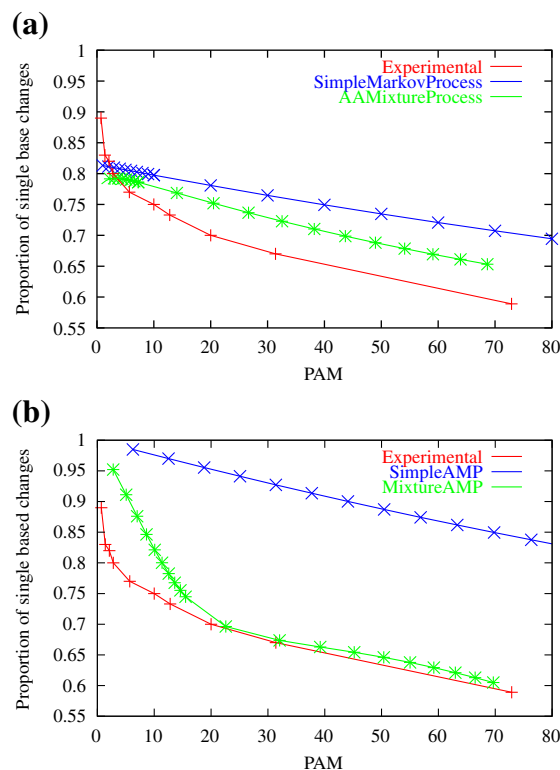 (a)
1
0.95
0.9
0.85
0.8
0.75
0.7
0.65
0.6
0.55
Proportion of single base changes
Experimental
SimpleMarkovProcess
AAMixtureProcess
0 10 20 30 40 50 60 70 80
PAM
(b)
1
0.95
0.9
0.85
0.8
0.75
0.7
0.65
0.6
0.55
Proportion of single based changes
Experimental
SimpleAMP
MixtureAMP
0 10 20 30 40 50 60 70 80
PAM